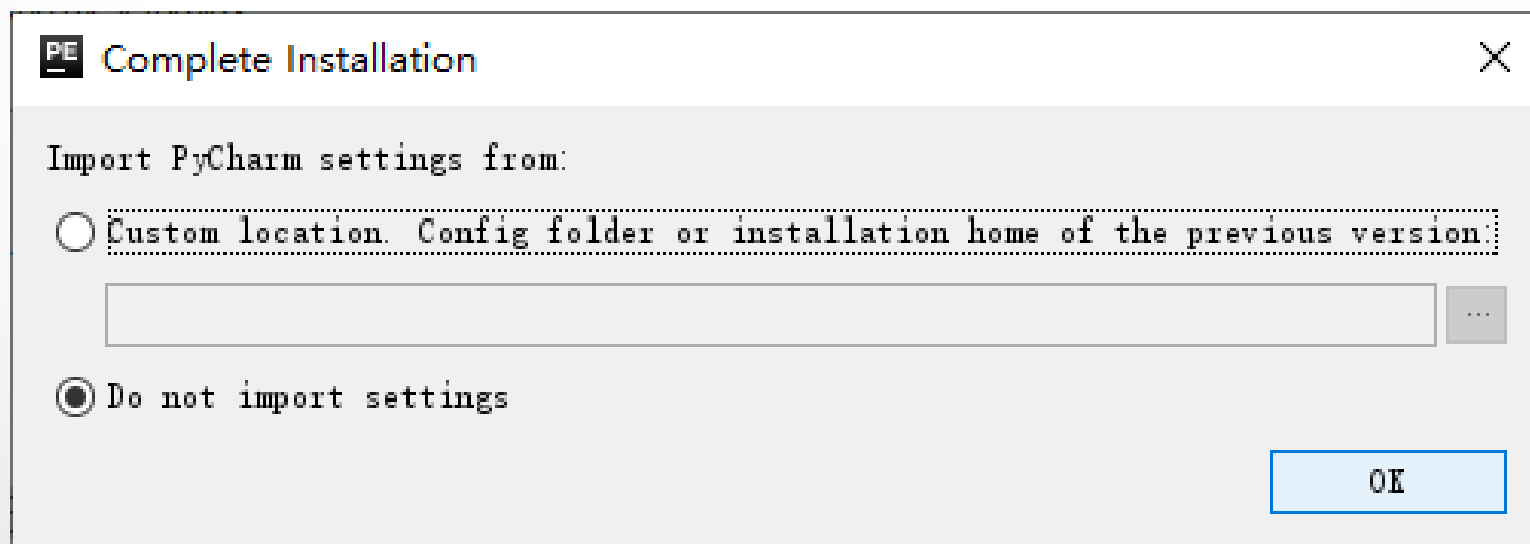 PE Complete Installation
Import PyCharm settings from:
Custom location. Config folder or installation home of the previous version:
...
Do not import settings
OK